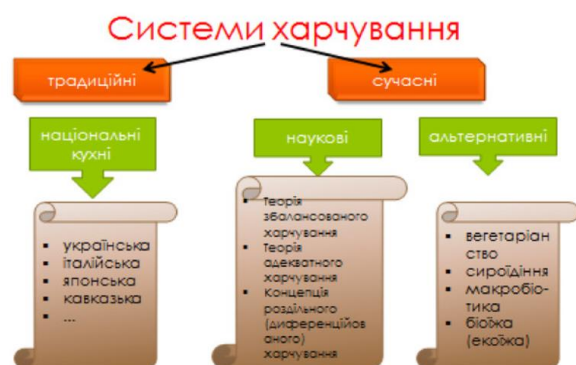 Системи харчування
традиційні
сучасні
національні
кухні
наукові
альтернативні
▪ українська
▪ італійська
▪ японська
▪ кавказька
▪ ...
▪ Теорія
збалансованого
харчування
▪ Теорія
адекватного
харчування
▪ Концепція
роздільного
(диференційов
аного)
харчування
▪ вегетаріан
ство
▪ сироїдіння
▪ макробіо-
тика
▪ біоїжа
(екоїжа)